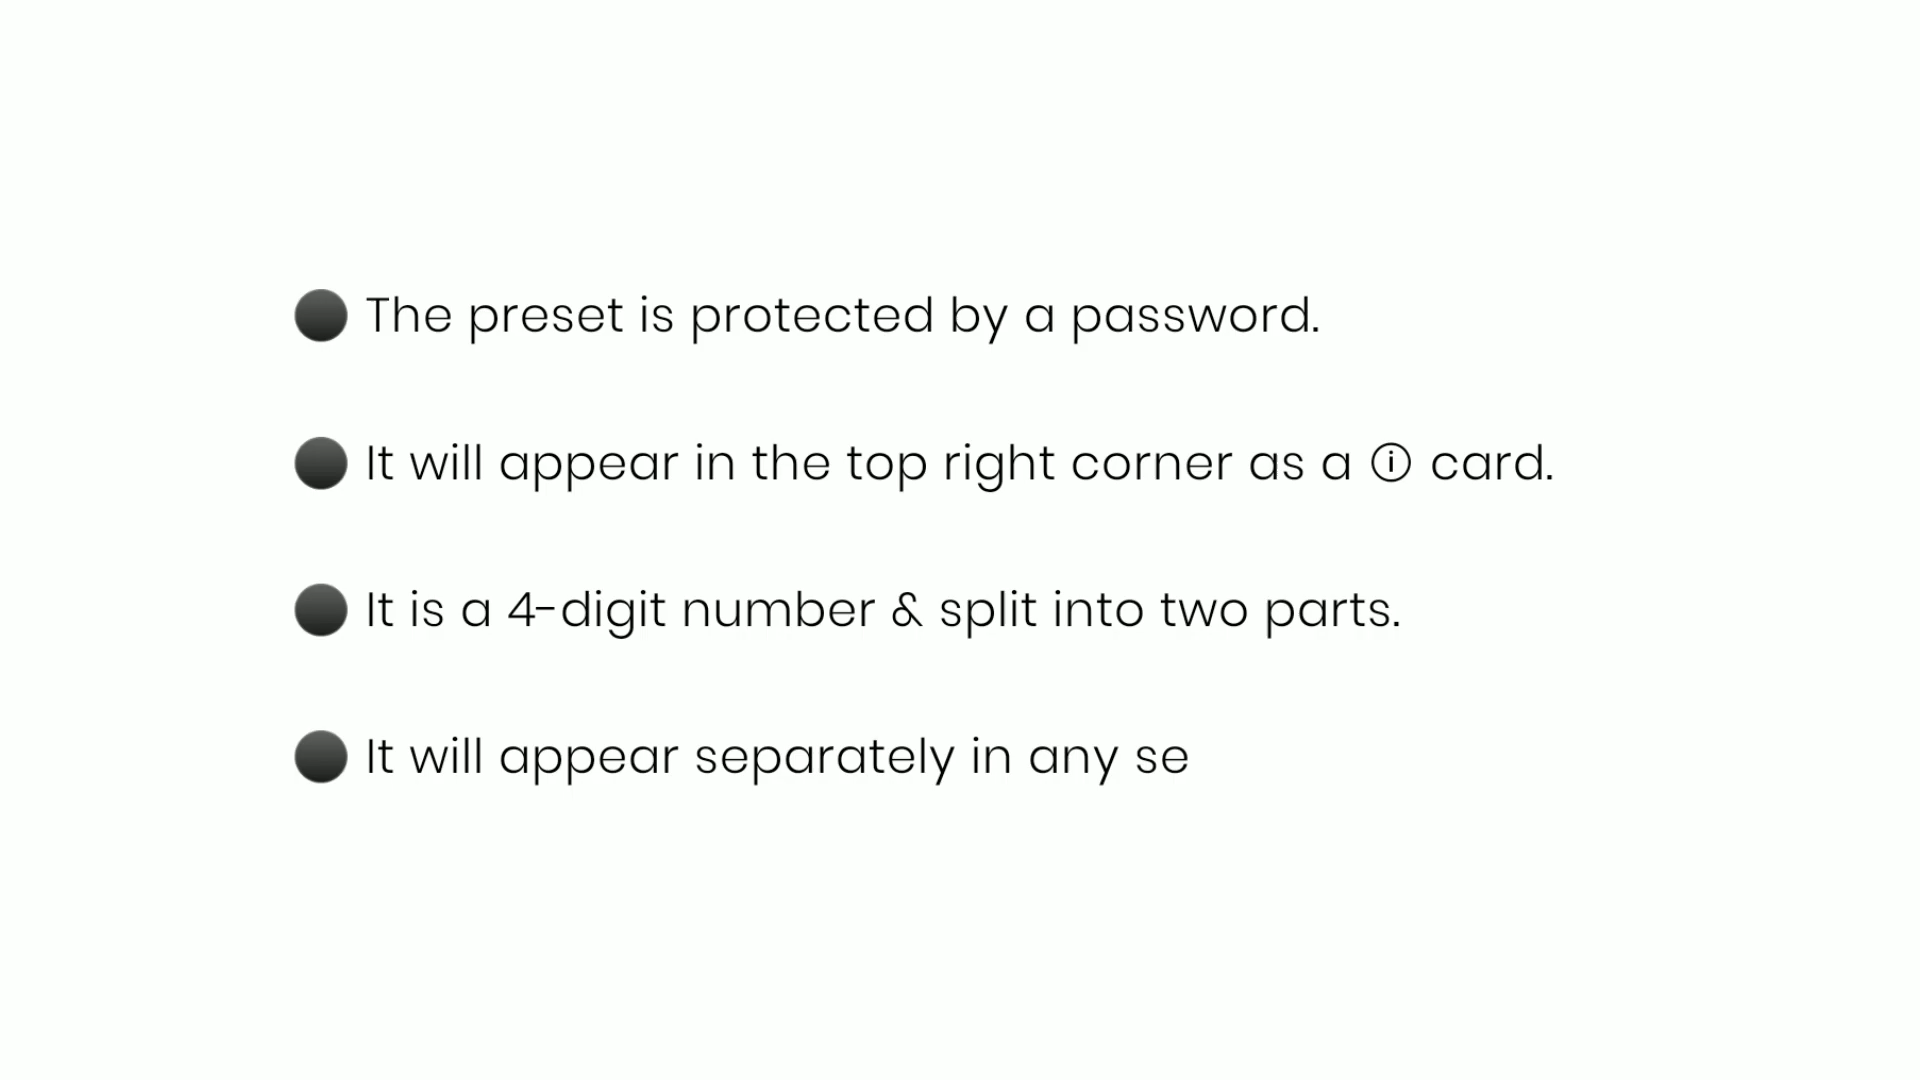 The preset is protected by a password.
It will appear in the top right corner as a ⓘ card.
It is a 4-digit number & split into two parts.
It will appear separately in any se